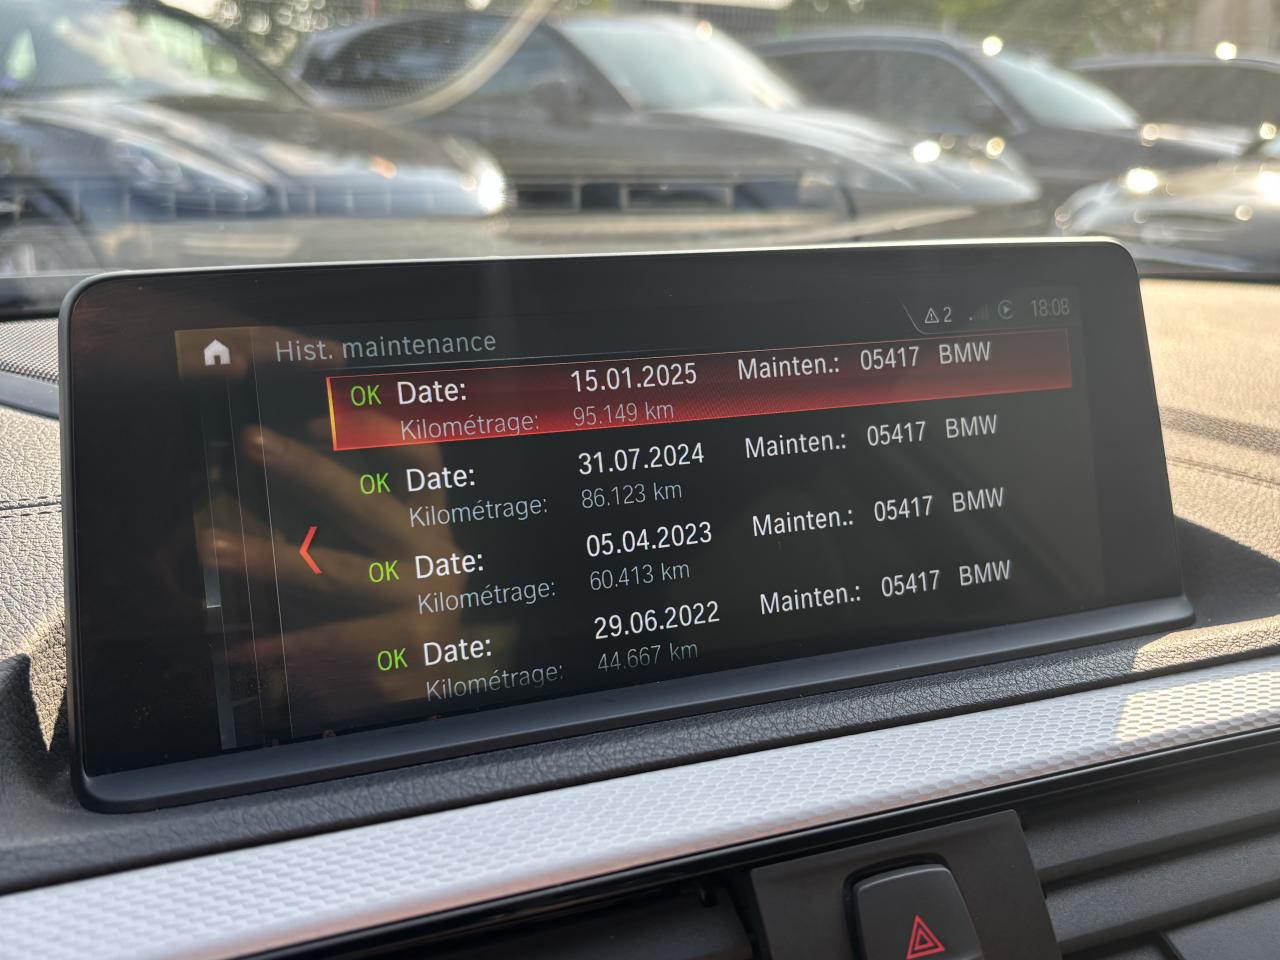 2 18:08
Hist. maintenance
OK Date: 15.01.2025 Mainten.: 05417 BMW
Kilométrage: 95.149 km
OK Date: 31.07.2024 Mainten.: 05417 BMW
Kilométrage: 86.123 km
OK Date: 05.04.2023 Mainten.: 05417 BMW
Kilométrage: 60.413 km
OK Date: 29.06.2022 Mainten.: 05417 BMW
Kilométrage: 44.667 km